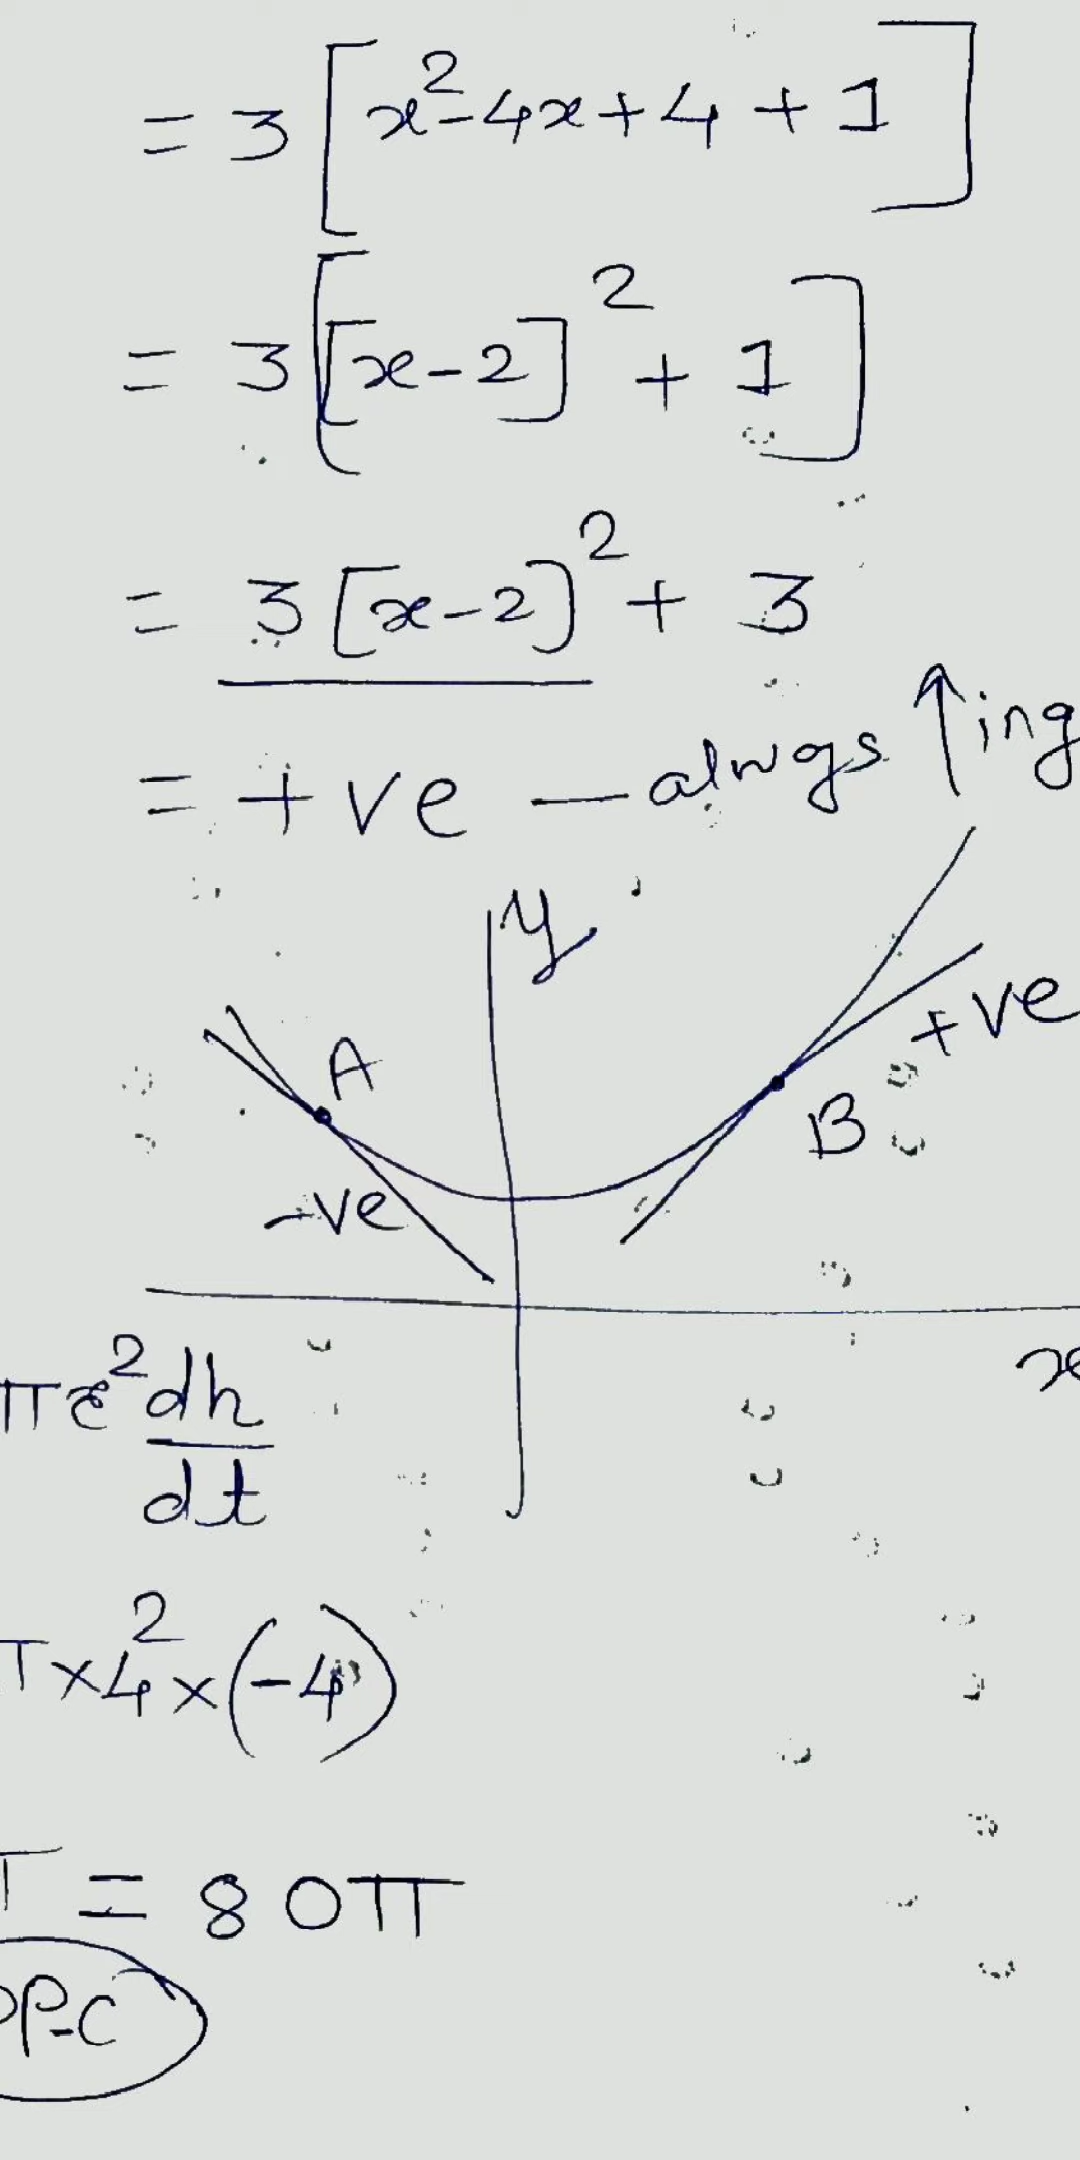 = 3 [x²-4x+4 + 1]
= 3 [[x-2]² + 1]
= 3 [x-2]² + 3
= +ve — alwys ↑ing
y
A
+ve
B
-ve
x
πr² dh/dt
π×4²×(-4)
π = 80π
OP-C